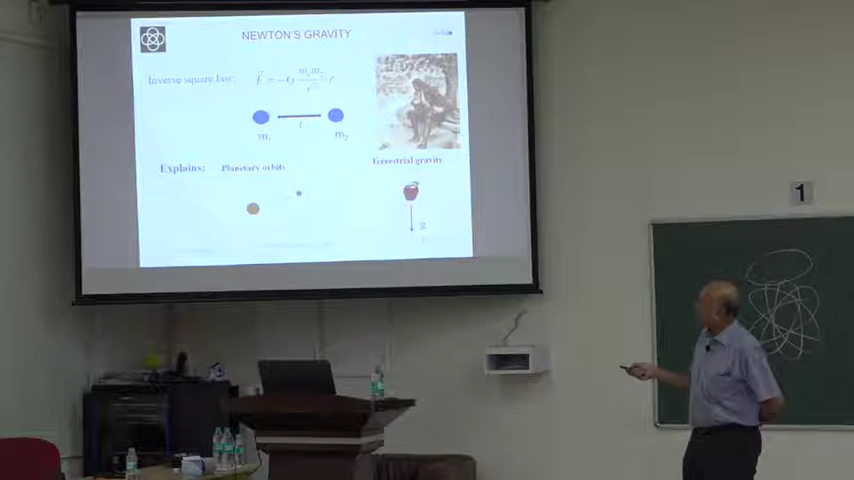 NEWTON'S GRAVITY
Inverse square law:
m₁ m₂
Explains: Planetary orbits
Terrestrial gravity
g
1